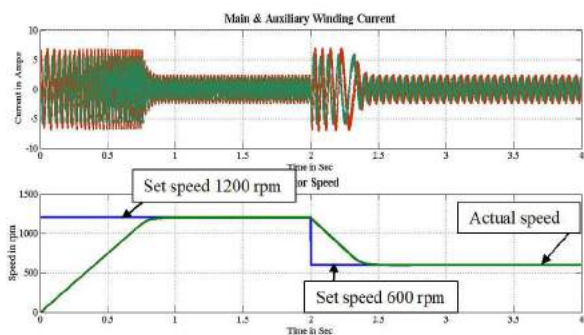 Main & Auxiliary Winding Current
Current in Ampr
10
5
0
-5
-10
0 0.5 1 1.5 2 2.5 3 3.5 4
Time in Sec
Set speed 1200 rpm
or Speed
Speed in rpm
1500
1000
500
0
Actual speed
Set speed 600 rpm
0 0.5 1 1.5 2 2.5 3 3.5 4
Time in Sec